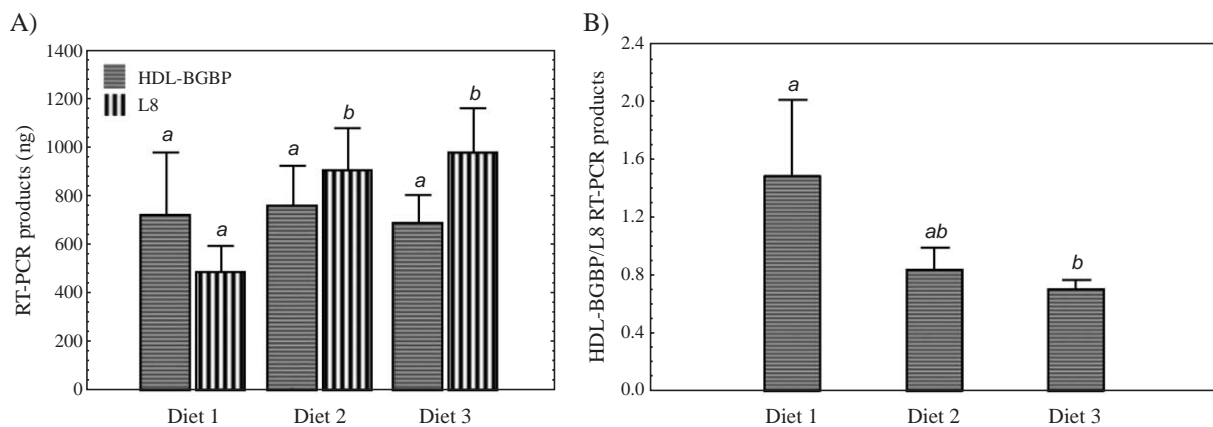 A)
RT-PCR products (ng)
1400
1200
1000
800
600
400
200
0
HDL-BGBP
L8
a
a
a
b
a
b
Diet 1
Diet 2
Diet 3
B)
HDL-BGBP/L8 RT-PCR products
2.4
2.0
1.6
1.2
0.8
0.4
0.0
a
ab
b
Diet 1
Diet 2
Diet 3